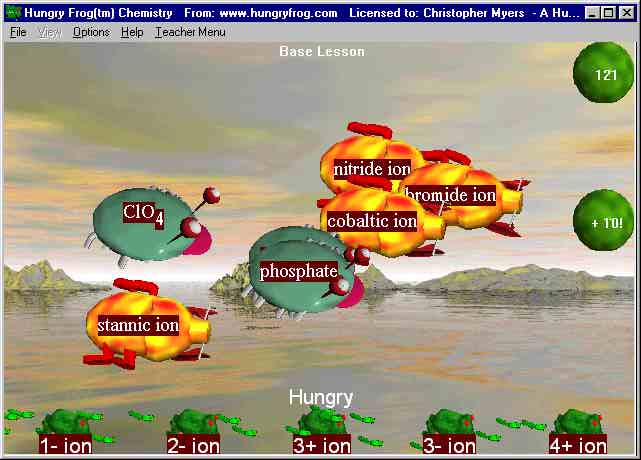 Hungry Frog(tm) Chemistry From: www.hungryfrog.com Licensed to: Christopher Myers - A Hu...
File View Options Help Teacher Menu
Base Lesson
121
nitride ion
bromide ion
ClO4
cobaltic ion
+ 10!
phosphate
stannic ion
Hungry
1- ion 2- ion 3+ ion 3- ion 4+ ion